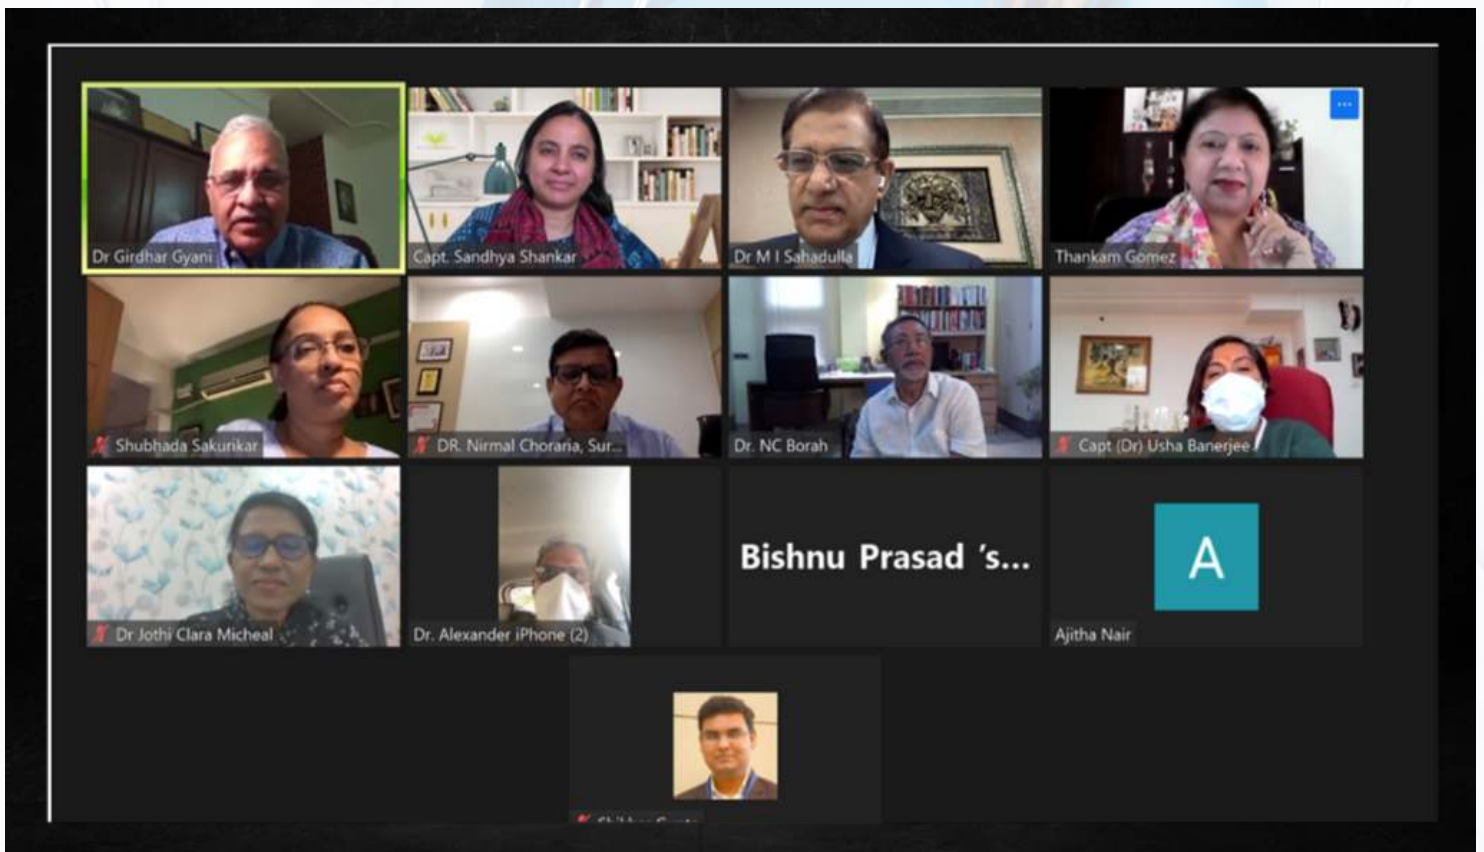 Dr Girdhar Gyani
Capt. Sandhya Shankar
Dr M I Sahadulla
Thankam Gomez
Shubhada Sakurikar
DR. Nirmal Choraria, Sur...
Dr. NC Borah
Capt (Dr) Usha Banerjee
Dr Jothi Clara Micheal
Dr. Alexander iPhone (2)
Bishnu Prasad 's...
Ajitha Nair
A